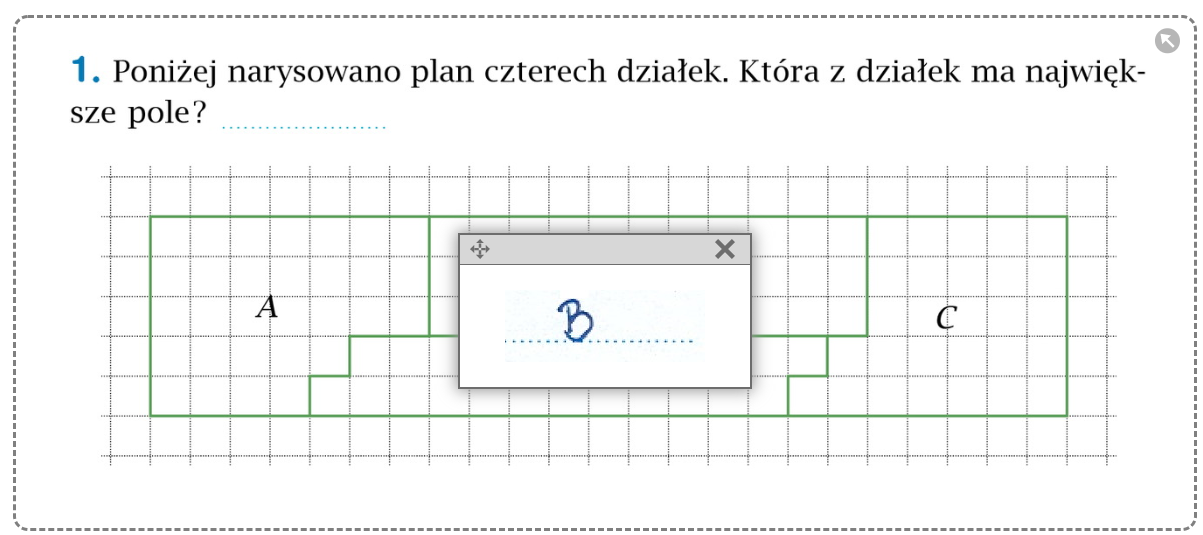 1. Poniżej narysowano plan czterech działek. Która z działek ma najwięk-
sze pole?
A
B
C